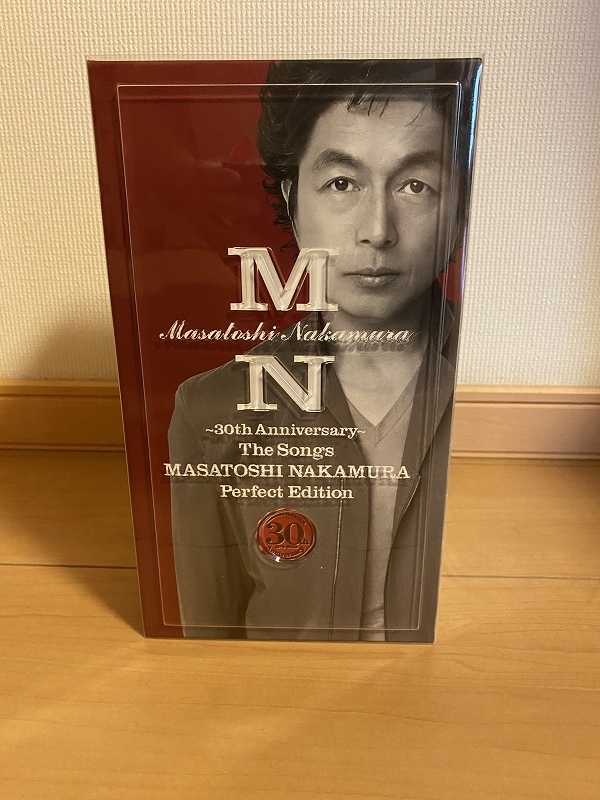 M
Masatoshi Nakamura
N
~30th Anniversary~
The Songs
MASATOSHI NAKAMURA
Perfect Edition
30th